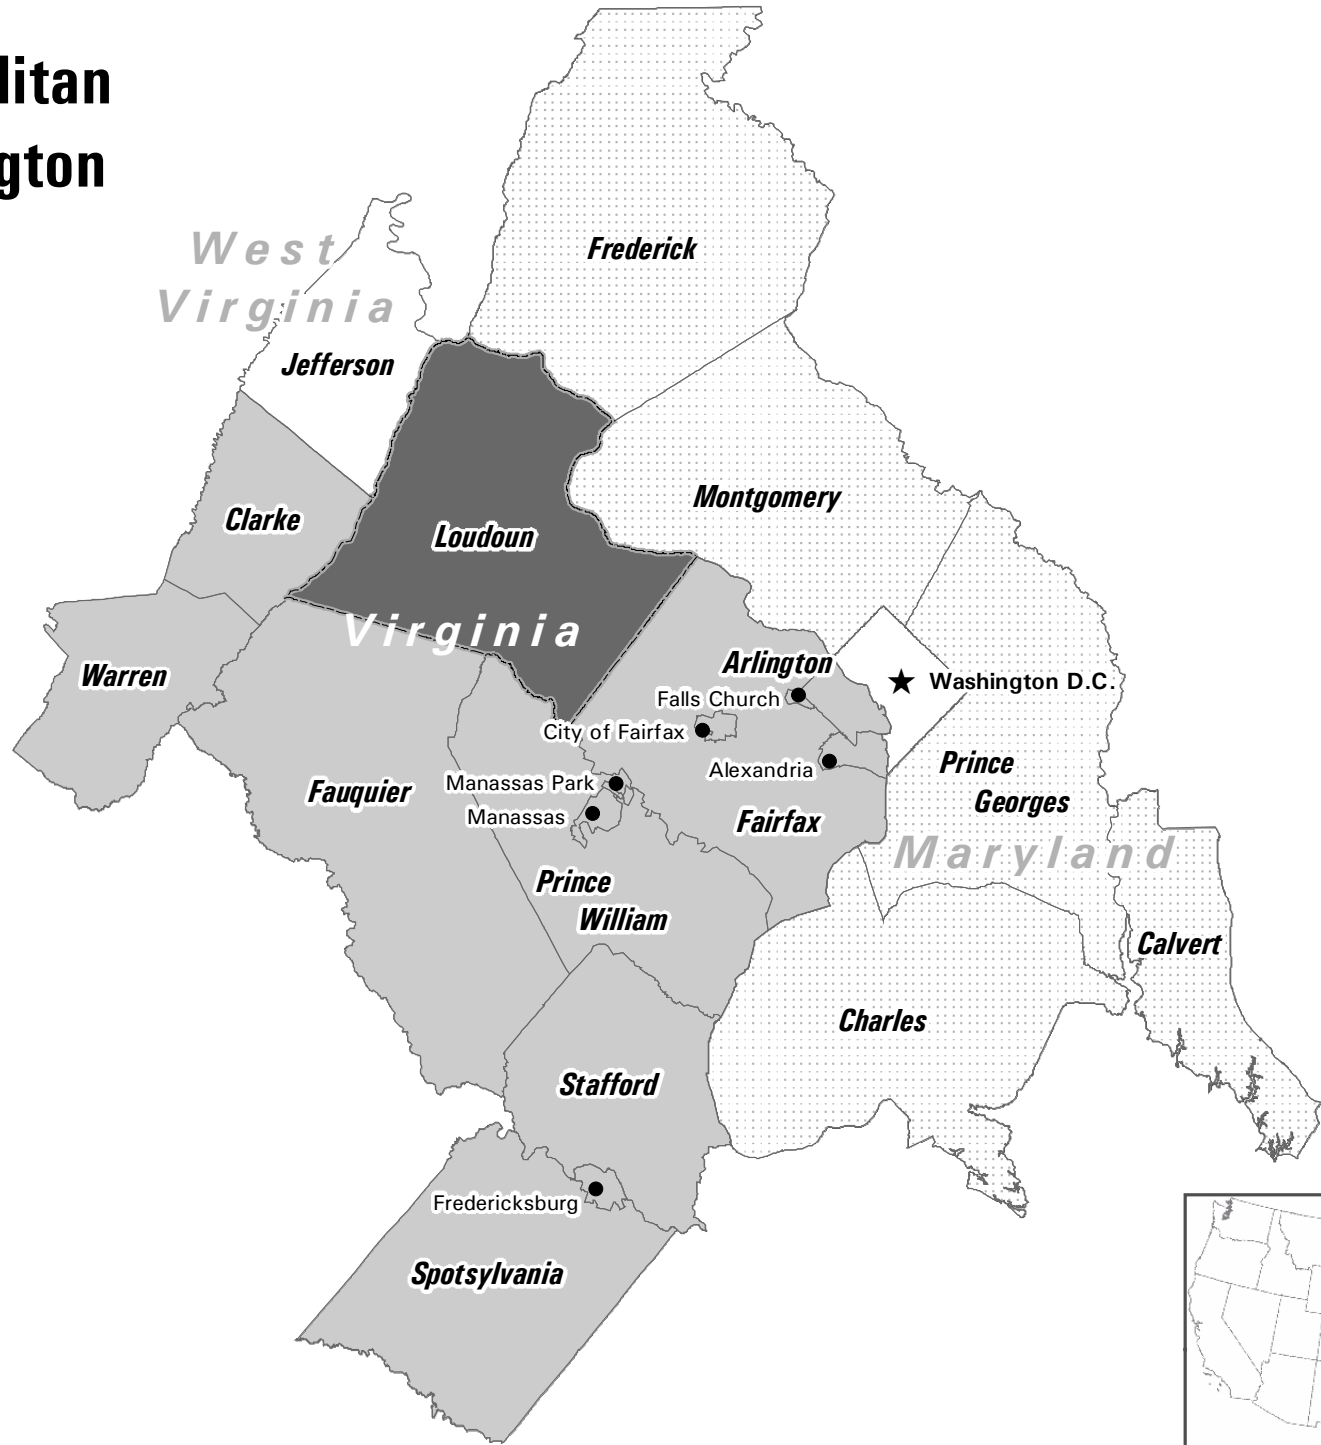 litan
gton
West
Virginia
Frederick
Jefferson
Clarke
Loudoun
Montgomery
Virginia
Warren
Arlington
Washington D.C.
Falls Church
City of Fairfax
Alexandria
Prince
Georges
Manassas Park
Manassas
Fauquier
Fairfax
Maryland
Prince
William
Calvert
Charles
Stafford
Fredericksburg
Spotsylvania